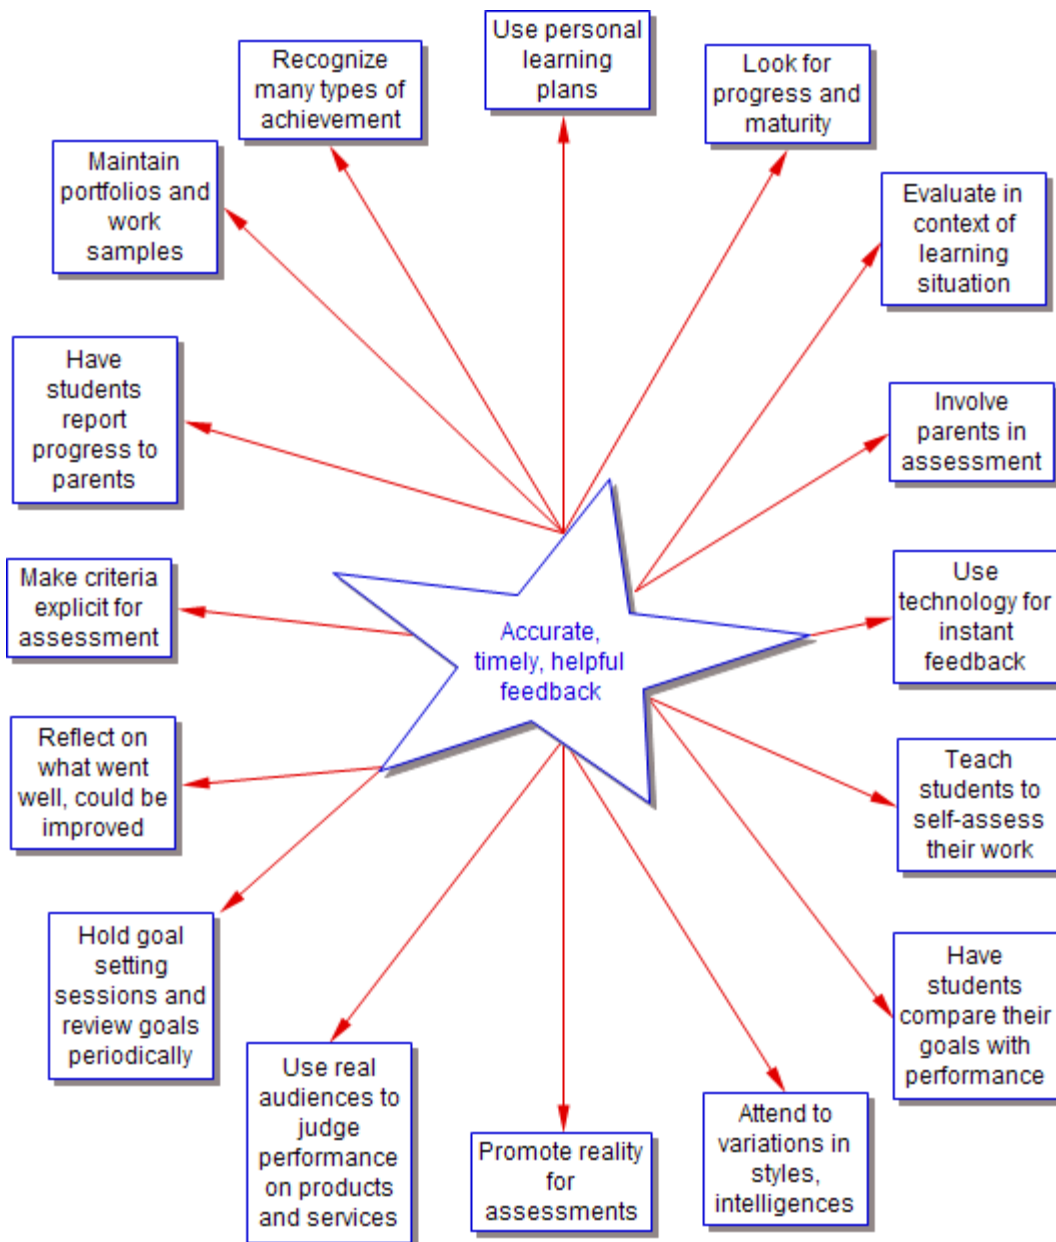 Use personal
learning
plans
Recognize
many types of
achievement
Look for
progress and
maturity
Maintain
portfolios and
work
samples
Evaluate in
context of
learning
situation
Have
students
report
progress to
parents
Involve
parents in
assessment
Make criteria
explicit for
assessment
Accurate,
timely, helpful
feedback
Use
technology for
instant
feedback
Reflect on
what went
well, could be
improved
Teach
students to
self-assess
their work
Hold goal
setting
sessions and
review goals
periodically
Have
students
compare their
goals with
performance
Use real
audiences to
judge
performance
on products
and services
Promote reality
for
assessments
Attend to
variations in
styles,
intelligences